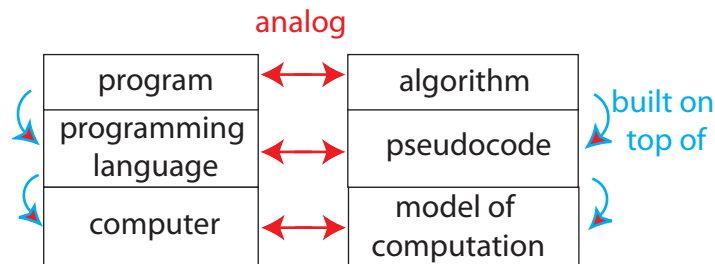 analog
program
algorithm
built on
top of
programming
language
pseudocode
computer
model of
computation